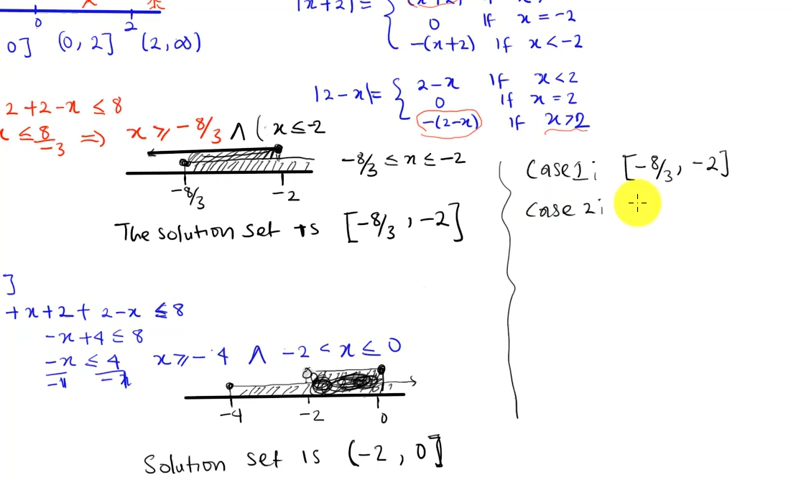 |x+2| = { (x+2)
0 If x = -2
-(x+2) If x < -2
0 2
0] (0, 2] (2, ∞)
|2-x| = { 2-x If x < 2
0 If x = 2
-(2-x) If x > 2
2+2-x ≤ 8
x ≤ 8/-3 ⇒ x ≥ -8/3 ∧ ( x ≤ -2
-8/3 ≤ x ≤ -2
-8/3 -2
The solution set is [-8/3, -2]
Case 1; [-8/3, -2]
Case 2;
]
+x+2+ 2-x ≤ 8
-x+4 ≤ 8
-x ≤ 4 x ≥ -4 ∧ -2 < x ≤ 0
-1 -1
-4 -2 0
Solution set is (-2, 0]